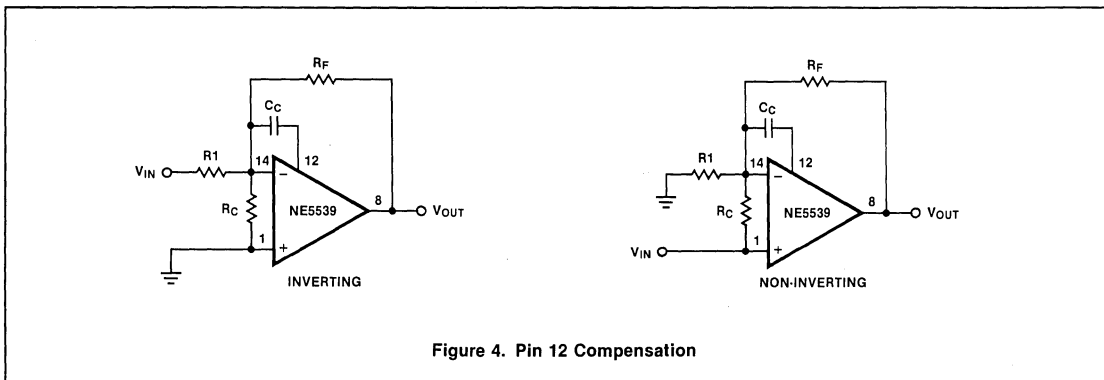 RF
CC
R1
14
12
VIN
−
8
RC
NE5539
VOUT
1
+
INVERTING
RF
CC
R1
14
12
−
8
RC
NE5539
VOUT
1
VIN
+
NON-INVERTING
Figure 4. Pin 12 Compensation